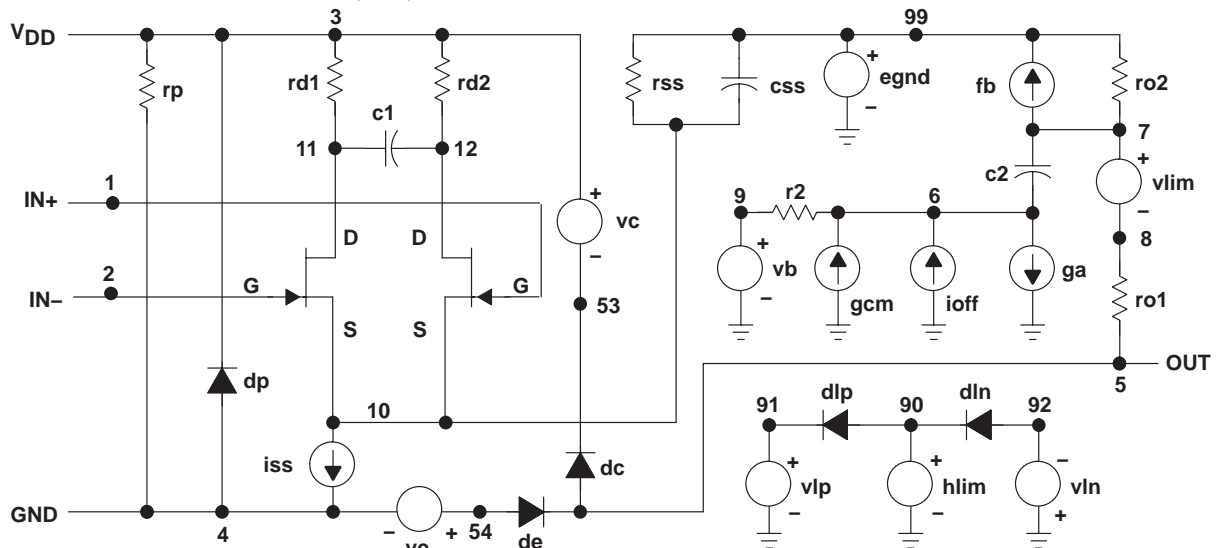 3
99
VDD
rp
rd1
rd2
rss
css
+
egnd
−
fb
ro2
c1
7
11
12
c2
+
vlim
−
1
IN+
9
r2
6
8
D
D
+
vc
−
2
IN−
G
G
+
vb
−
gcm
ioff
ga
ro1
53
S
S
OUT
5
dp
10
91
dlp
90
dln
92
iss
dc
+
vlp
−
+
hlim
−
−
vln
+
GND
4
−
+
54
de